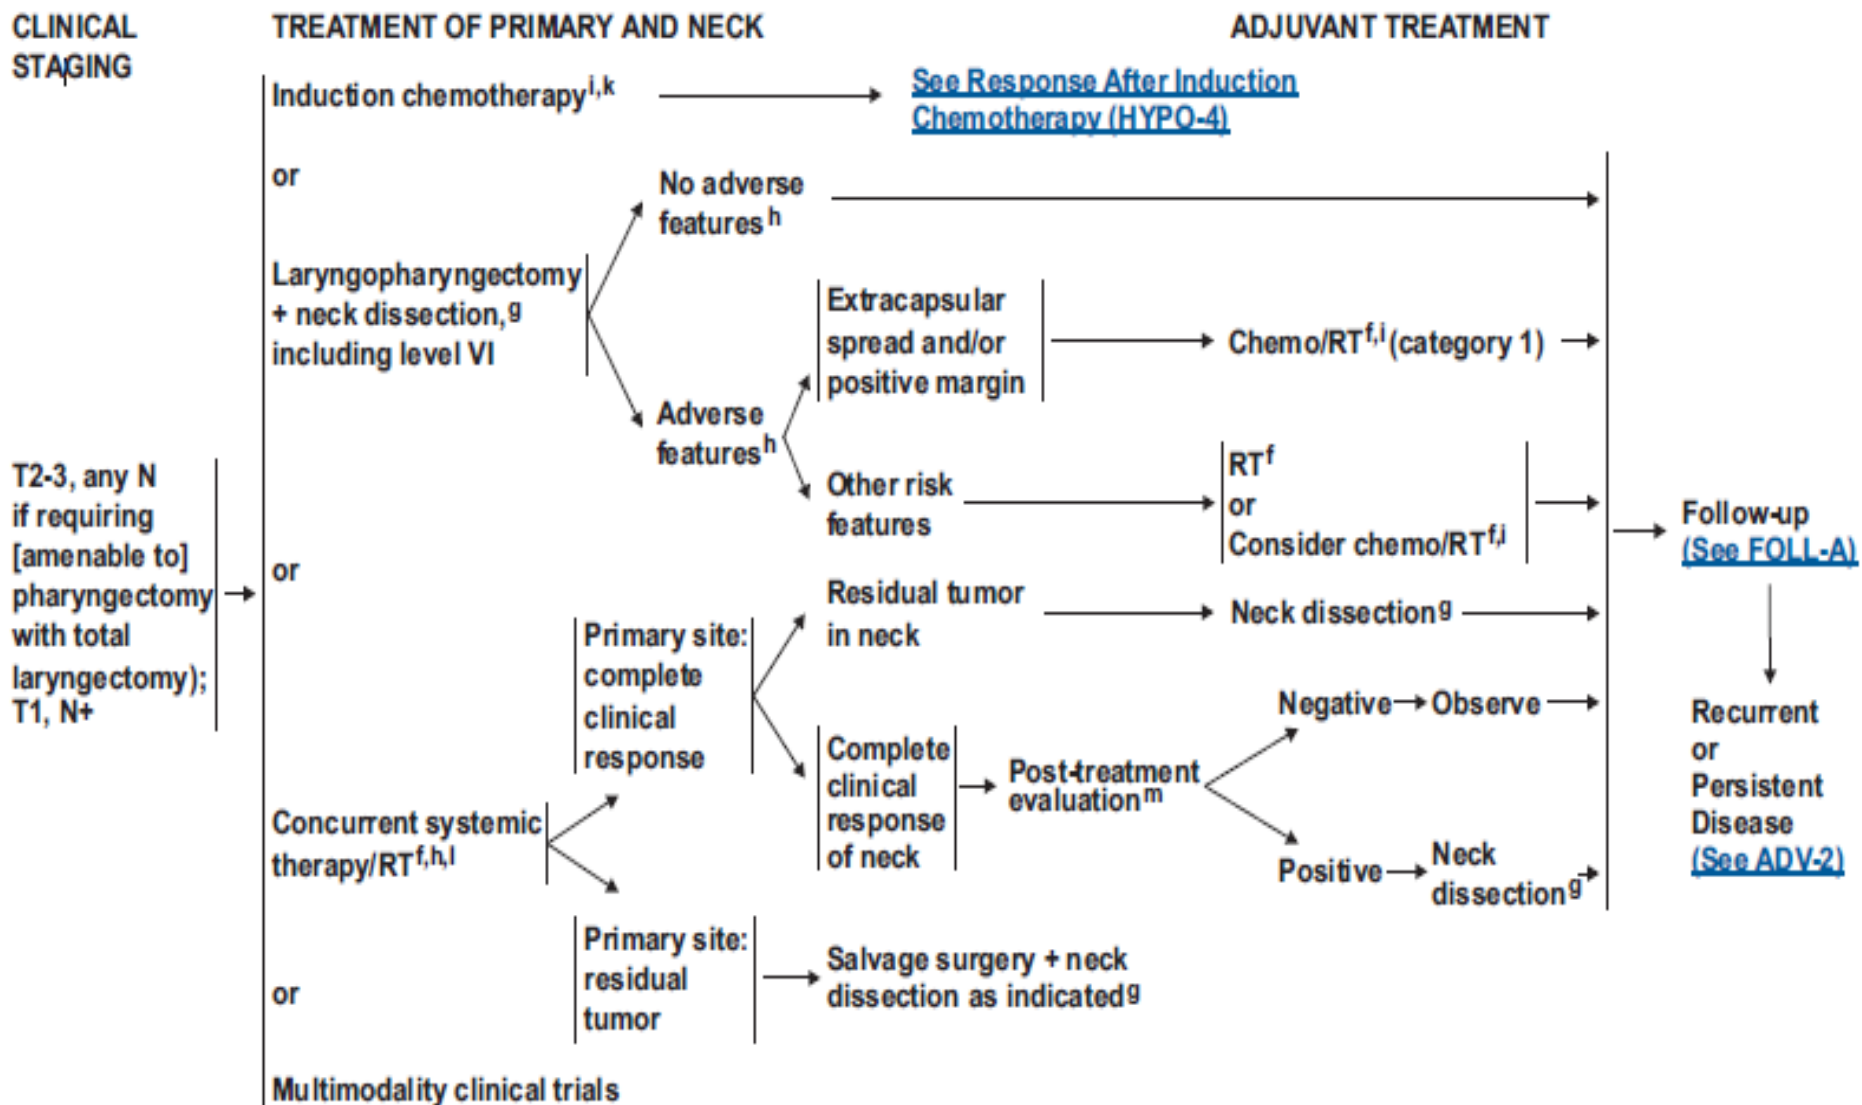 CLINICAL
STAGING
TREATMENT OF PRIMARY AND NECK
ADJUVANT TREATMENT
Induction chemotherapyi,k
See Response After Induction
Chemotherapy (HYPO-4)
or
No adverse
featuresh
Laryngopharyngectomy
+ neck dissection,g
including level VI
Extracapsular
spread and/or
positive margin
Chemo/RTf,i (category 1)
Adverse
featuresh
Other risk
features
RTf
or
Consider chemo/RTf,i
T2-3, any N
if requiring
[amenable to]
pharyngectomy
with total
laryngectomy);
T1, N+
or
Residual tumor
in neck
Neck dissectiong
Primary site:
complete
clinical
response
Complete
clinical
response
of neck
Post-treatment
evaluationm
Negative
Observe
Positive
Neck
dissectiong
Follow-up
(See FOLL-A)
Recurrent
or
Persistent
Disease
(See ADV-2)
Concurrent systemic
therapy/RTf,h,l
Primary site:
residual
tumor
Salvage surgery + neck
dissection as indicatedg
or
Multimodality clinical trials